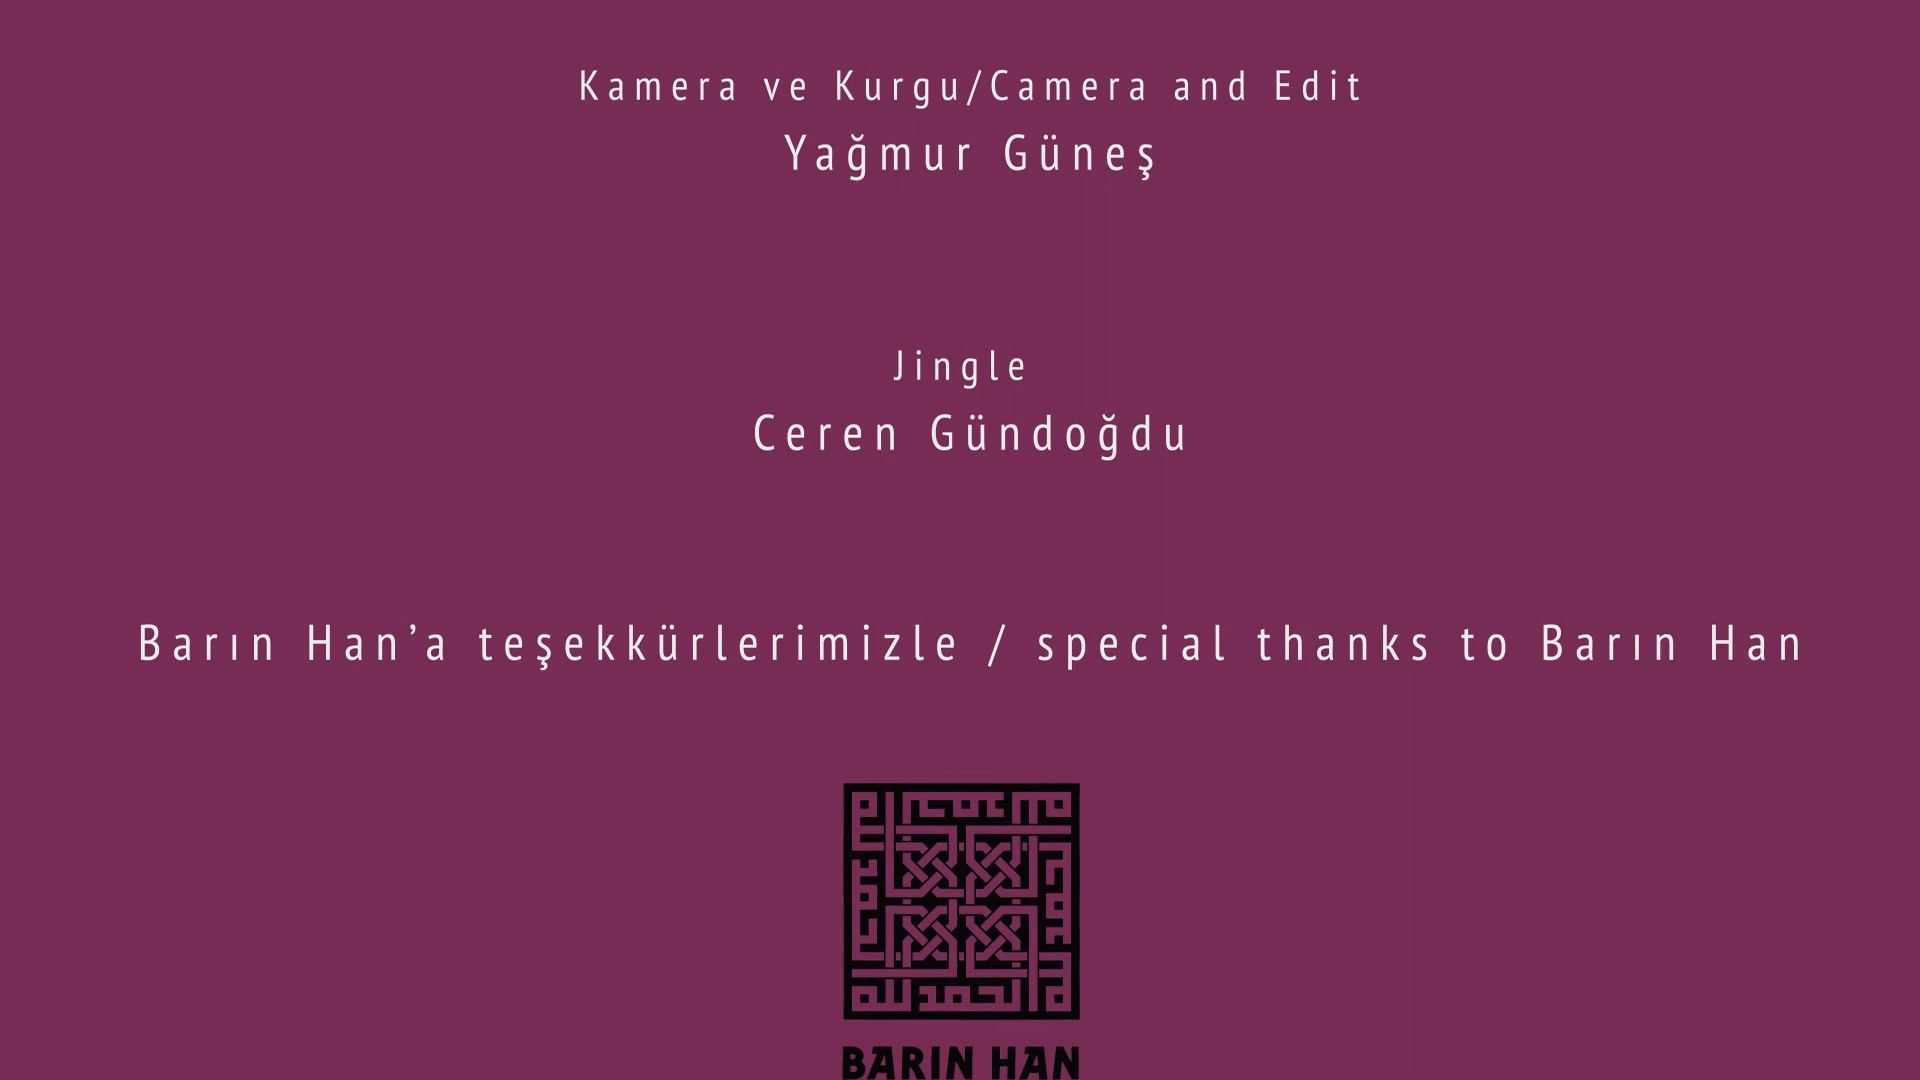 Kamera ve Kurgu/Camera and Edit
Yağmur Güneş
Jingle
Ceren Gündoğdu
Barın Han’a teşekkürlerimizle / special thanks to Barın Han
BARIN HAN